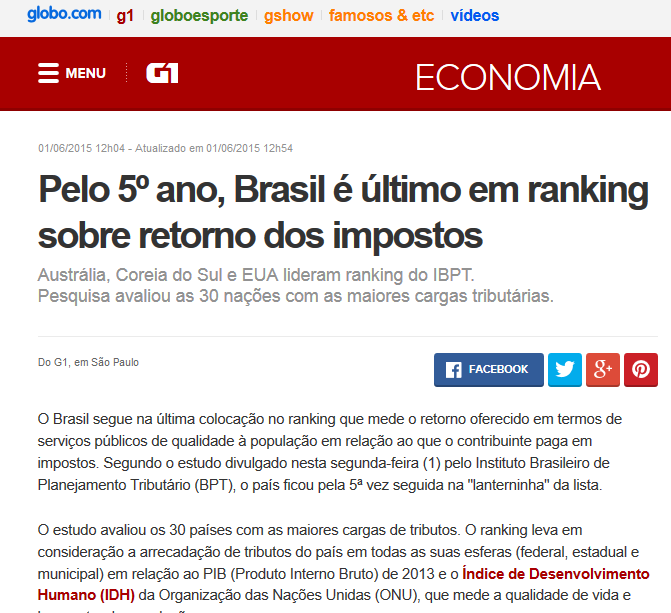 globo.com g1 globoesporte gshow famosos & etc vídeos
MENU G1 ECONOMIA
01/06/2015 12h04 - Atualizado em 01/06/2015 12h54
Pelo 5º ano, Brasil é último em ranking
sobre retorno dos impostos
Austrália, Coreia do Sul e EUA lideram ranking do IBPT.
Pesquisa avaliou as 30 nações com as maiores cargas tributárias.
Do G1, em São Paulo
FACEBOOK
O Brasil segue na última colocação no ranking que mede o retorno oferecido em termos de
serviços públicos de qualidade à população em relação ao que o contribuinte paga em
impostos. Segundo o estudo divulgado nesta segunda-feira (1) pelo Instituto Brasileiro de
Planejamento Tributário (BPT), o país ficou pela 5ª vez seguida na "lanterninha" da lista.
O estudo avaliou os 30 países com as maiores cargas de tributos. O ranking leva em
consideração a arrecadação de tributos do país em todas as suas esferas (federal, estadual e
municipal) em relação ao PIB (Produto Interno Bruto) de 2013 e o Índice de Desenvolvimento
Humano (IDH) da Organização das Nações Unidas (ONU), que mede a qualidade de vida e